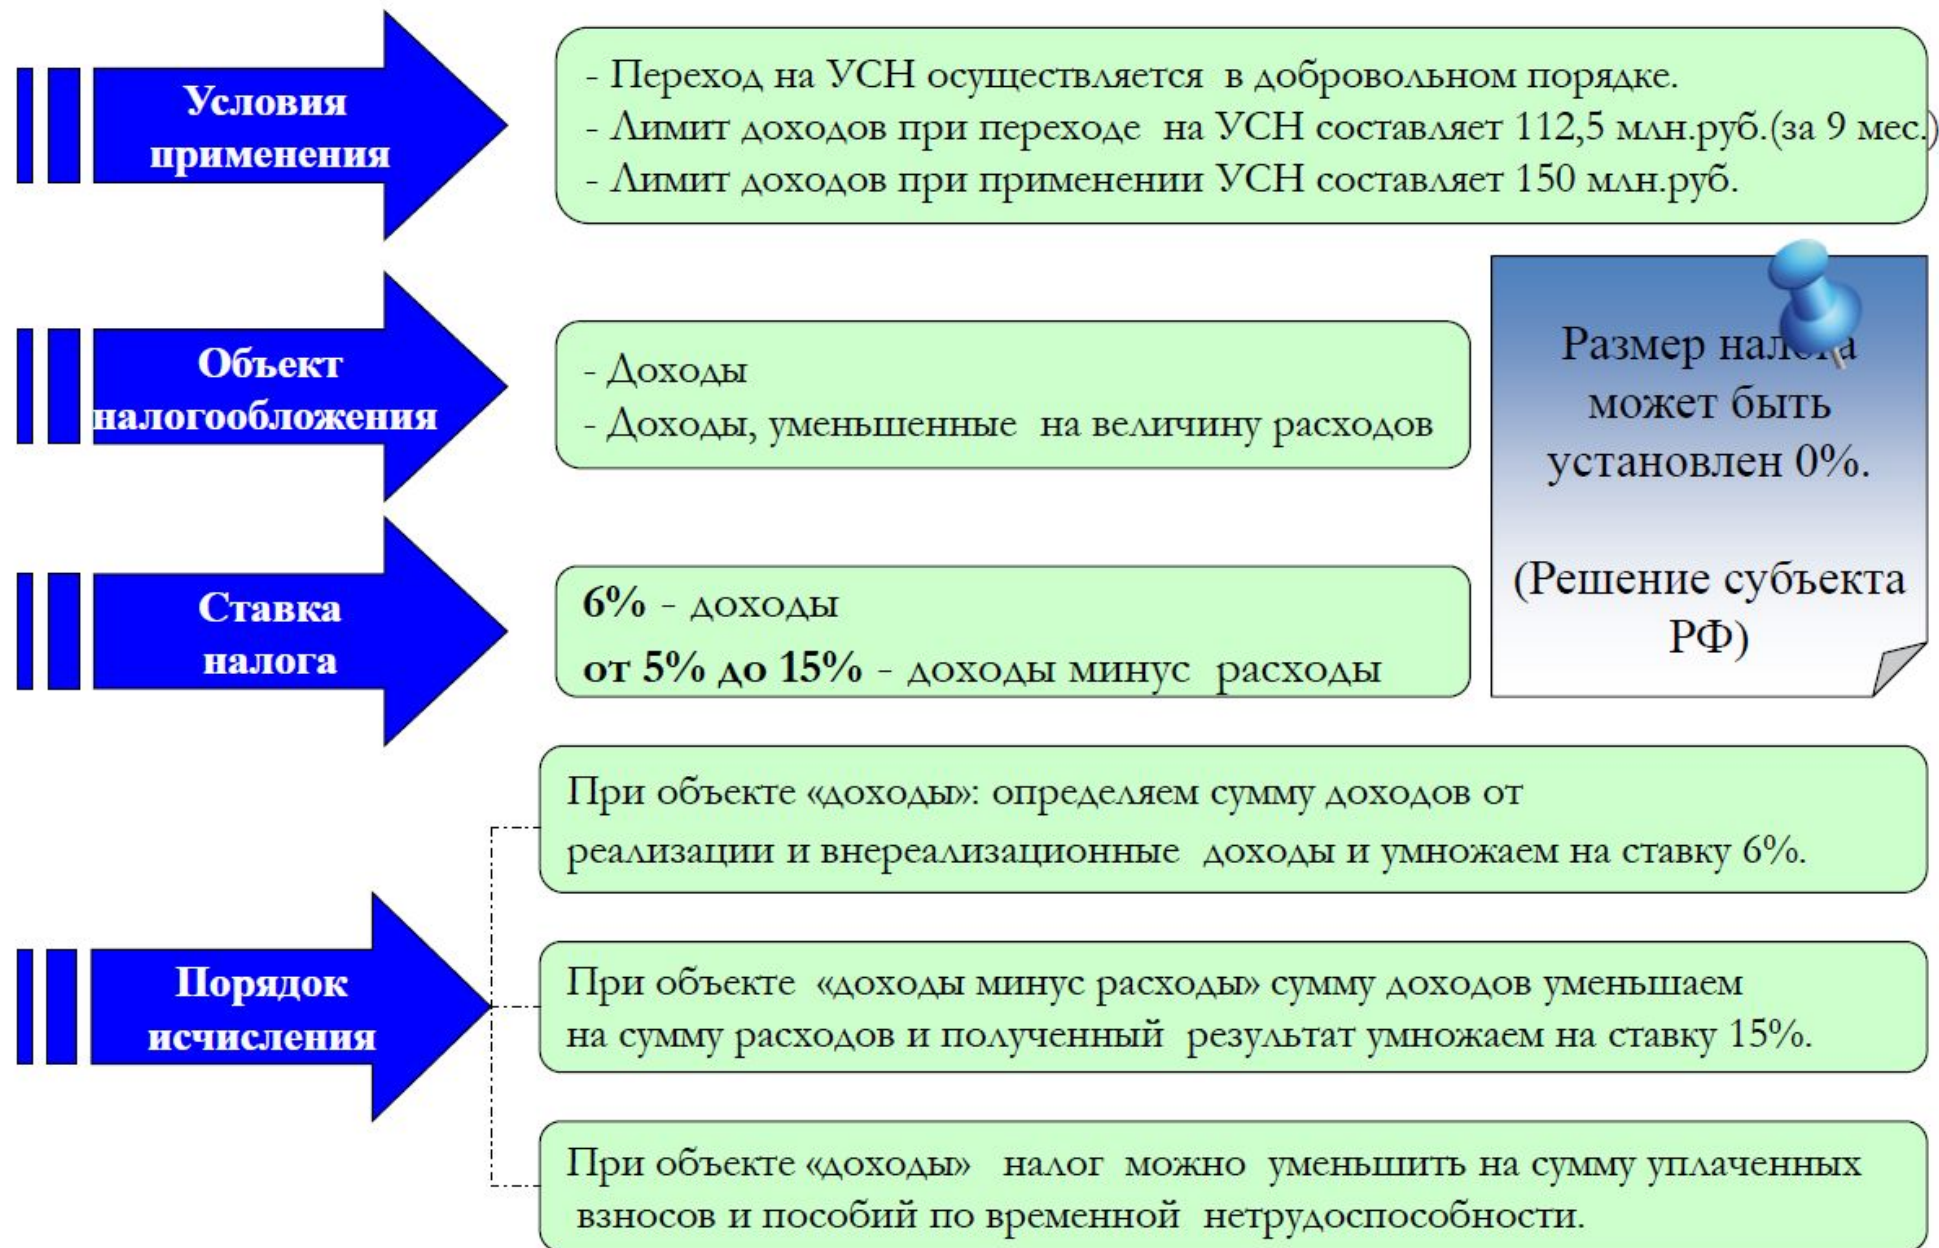 Условия
применения
- Переход на УСН осуществляется в добровольном порядке.
- Лимит доходов при переходе на УСН составляет 112,5 млн.руб.(за 9 мес.)
- Лимит доходов при применении УСН составляет 150 млн.руб.
Объект
налогообложения
- Доходы
- Доходы, уменьшенные на величину расходов
Размер налога
может быть
установлен 0%.
(Решение субъекта
РФ)
Ставка
налога
6% - доходы
от 5% до 15% - доходы минус расходы
Порядок
исчисления
При объекте «доходы»: определяем сумму доходов от
реализации и внереализационные доходы и умножаем на ставку 6%.
При объекте «доходы минус расходы» сумму доходов уменьшаем
на сумму расходов и полученный результат умножаем на ставку 15%.
При объекте «доходы» налог можно уменьшить на сумму уплаченных
взносов и пособий по временной нетрудоспособности.